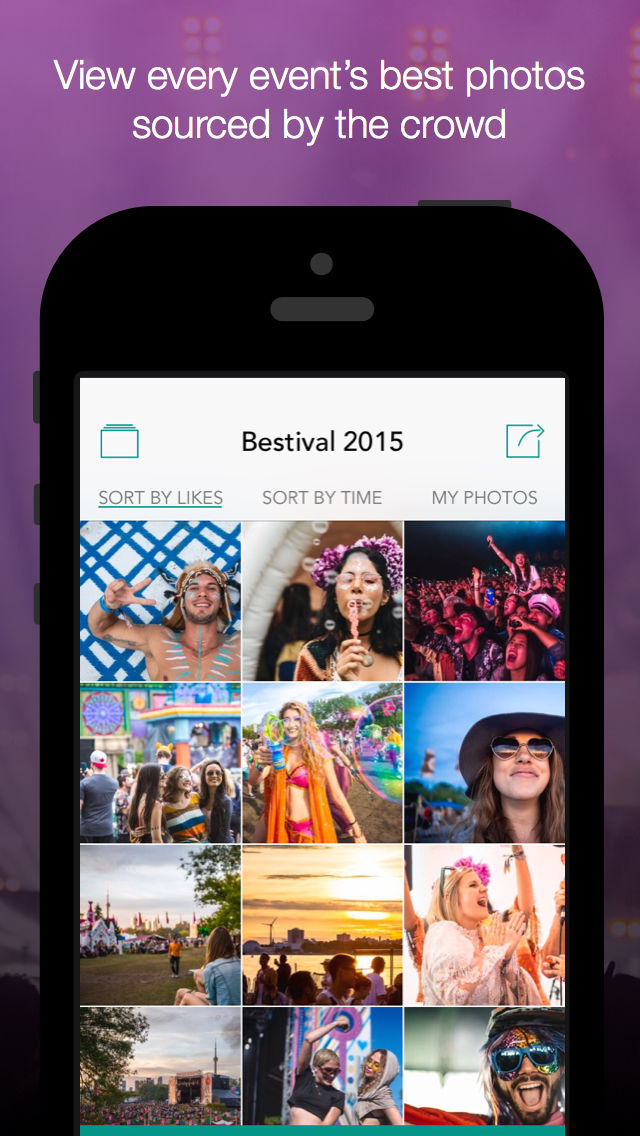 View every event's best photos
sourced by the crowd
Bestival 2015
SORT BY LIKES SORT BY TIME MY PHOTOS